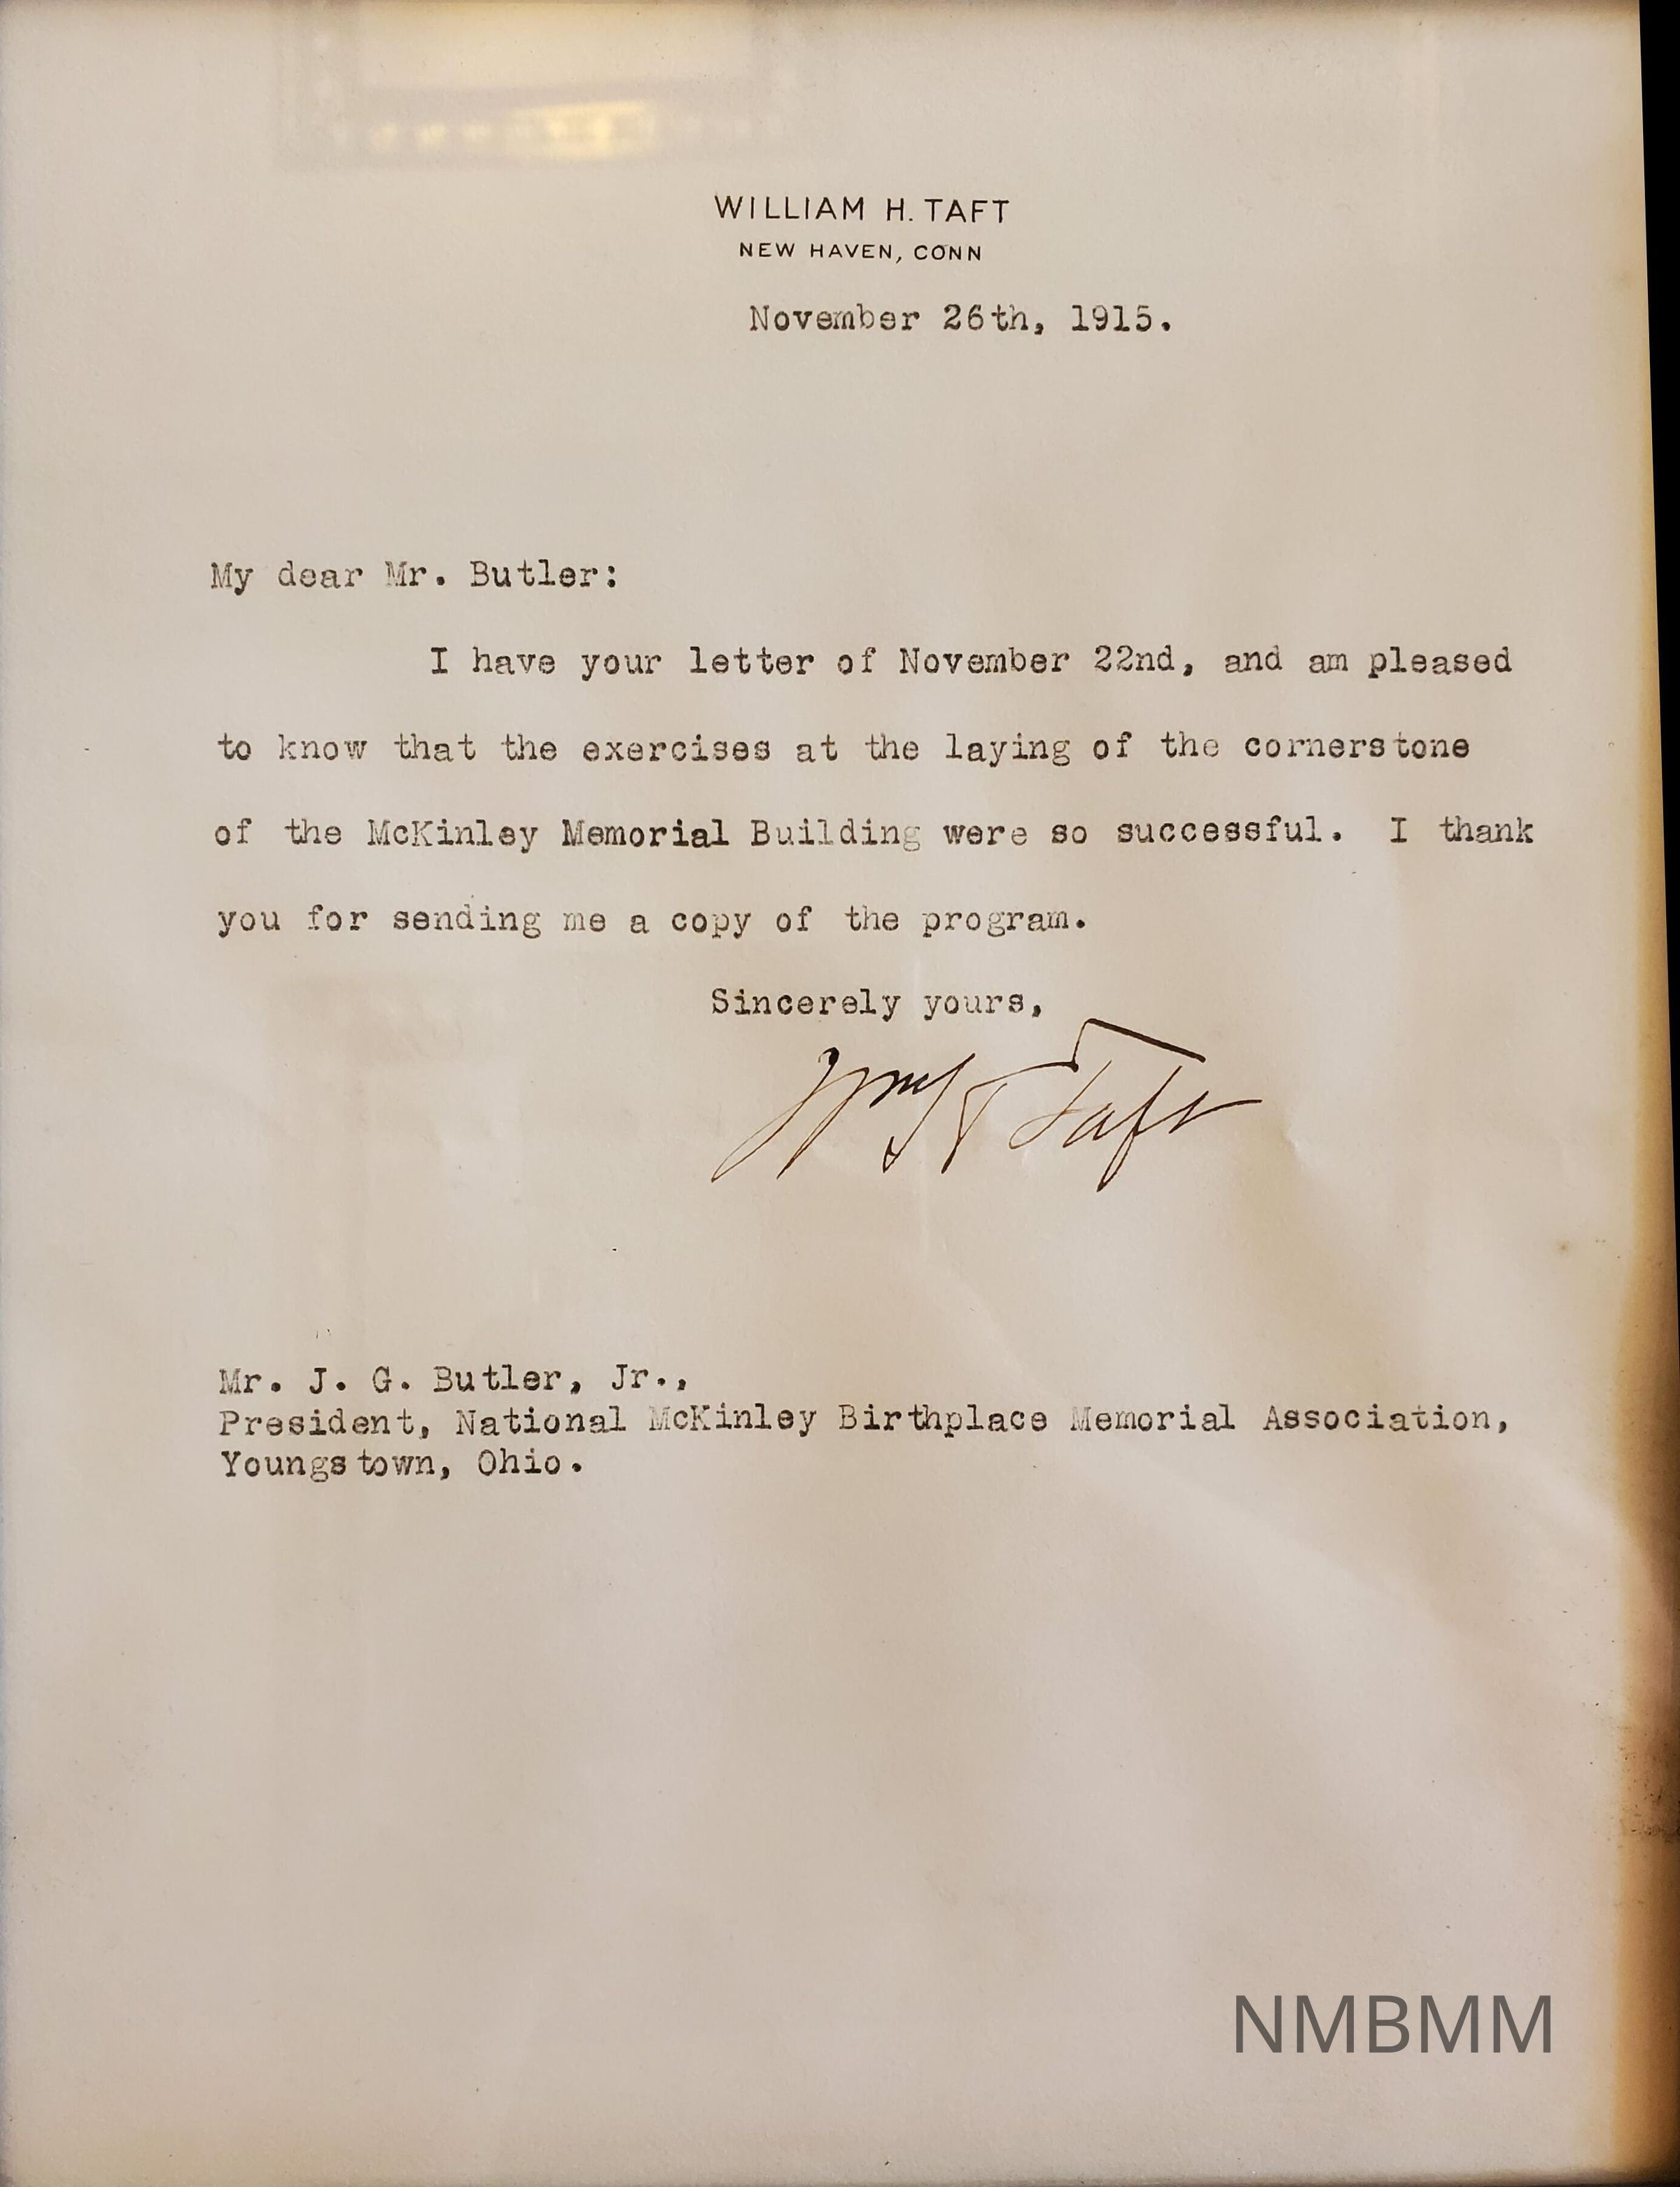 WILLIAM H. TAFT
NEW HAVEN, CONN
November 26th, 1915.
My dear Mr. Butler:
I have your letter of November 22nd, and am pleased
to know that the exercises at the laying of the cornerstone
of the McKinley Memorial Building were so successful. I thank
you for sending me a copy of the program.
Sincerely yours,
Wm H Taft
Mr. J. G. Butler, Jr.,
President, National McKinley Birthplace Memorial Association,
Youngstown, Ohio.
NMBMM